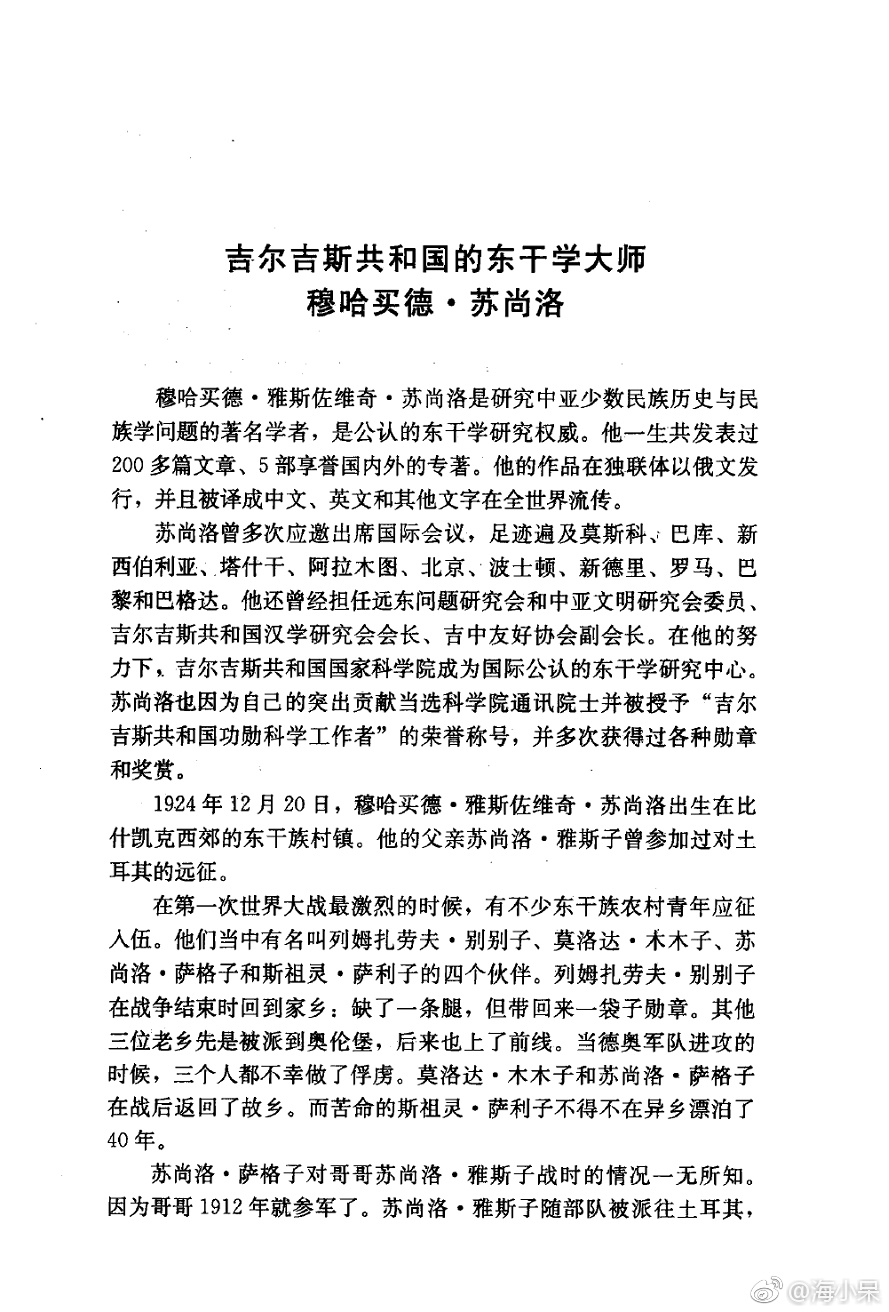 吉尔吉斯共和国的东干学大师
穆哈买德·苏尚洛
穆哈买德·雅斯佐维奇·苏尚洛是研究中亚少数民族历史与民
族学问题的著名学者，是公认的东干学研究权威。他一生共发表过
200多篇文章、5部享誉国内外的专著。他的作品在独联体以俄文发
行，并且被译成中文、英文和其他文字在全世界流传。
苏尚洛曾多次应邀出席国际会议，足迹遍及莫斯科、巴库、新
西伯利亚、塔什干、阿拉木图、北京、波士顿、新德里、罗马、巴
黎和巴格达。他还曾经担任远东问题研究会和中亚文明研究会委员、
吉尔吉斯共和国汉学研究会会长、吉中友好协会副会长。在他的努
力下，吉尔吉斯共和国国家科学院成为国际公认的东干学研究中心。
苏尚洛也因为自己的突出贡献当选科学院通讯院士并被授予“吉尔
吉斯共和国功勋科学工作者”的荣誉称号，并多次获得过各种勋章
和奖赏。
1924年12月20日，穆哈买德·雅斯佐维奇·苏尚洛出生在比
什凯克西郊的东干族村镇。他的父亲苏尚洛·雅斯子曾参加过对土
耳其的远征。
在第一次世界大战最激烈的时候，有不少东干族农村青年应征
入伍。他们当中有名叫列姆扎劳夫·别别子、莫洛达·木木子、苏
尚洛·萨格子和斯祖灵·萨利子的四个伙伴。列姆扎劳夫·别别子
在战争结束时回到家乡：缺了一条腿，但带回来一袋子勋章。其他
三位老乡先是被派到奥伦堡，后来也上了前线。当德奥军队进攻的
时候，三个人都不幸做了俘虏。莫洛达·木木子和苏尚洛·萨格子
在战后返回了故乡。而苦命的斯祖灵·萨利子不得不在异乡漂泊了
40年。
苏尚洛·萨格子对哥哥苏尚洛·雅斯子战时的情况一无所知。
因为哥哥1912年就参军了。苏尚洛·雅斯子随部队被派往土耳其，
@海小呆